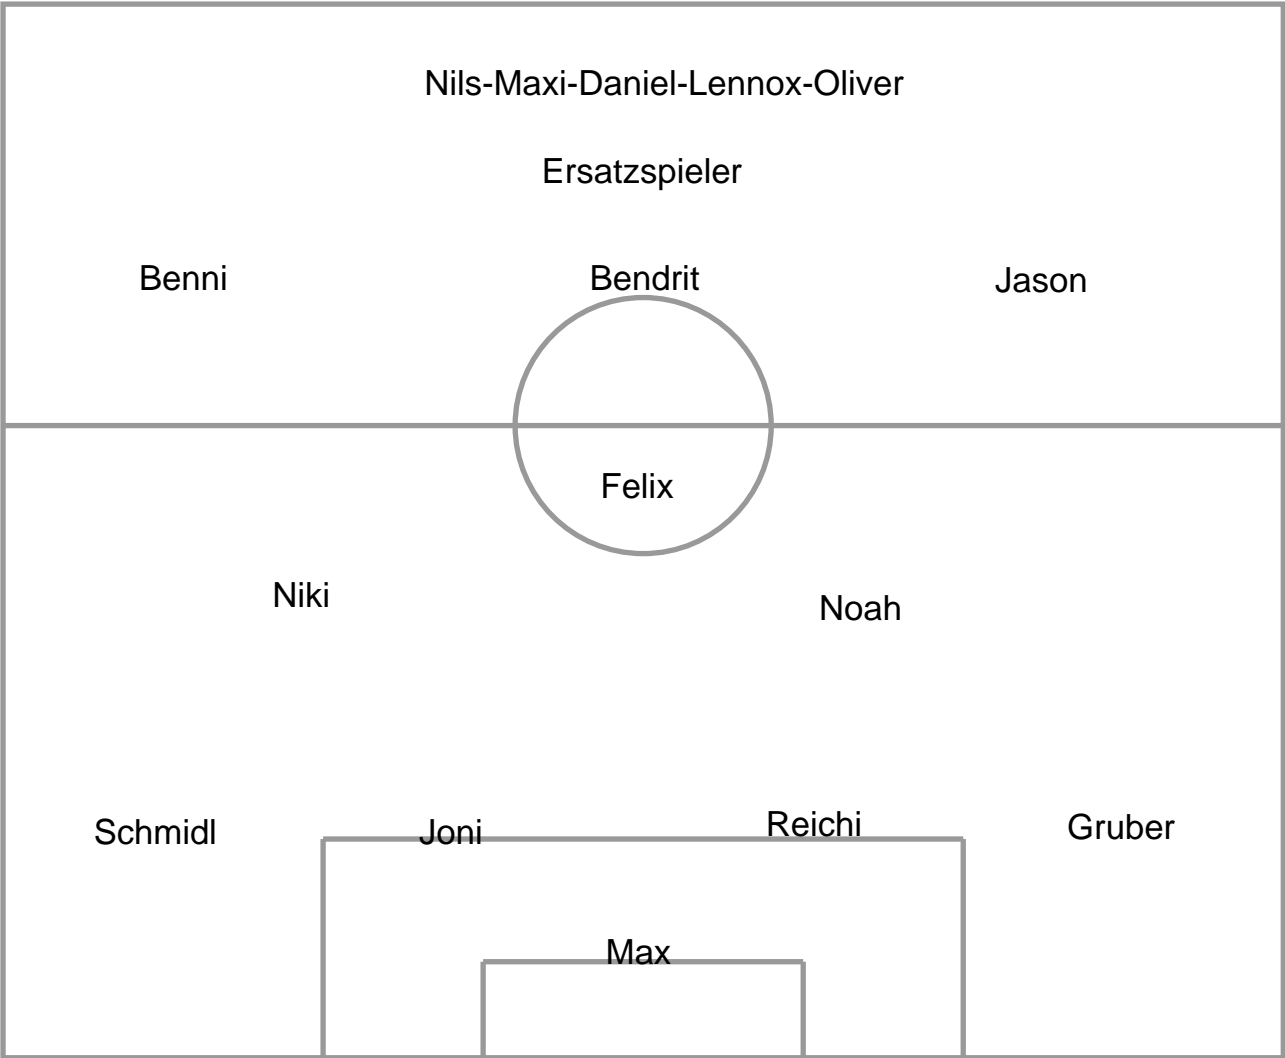 Nils-Maxi-Daniel-Lennox-Oliver
Ersatzspieler
Benni Bendrit Jason
Felix
Niki Noah
Schmidl Joni Reichi Gruber
Max